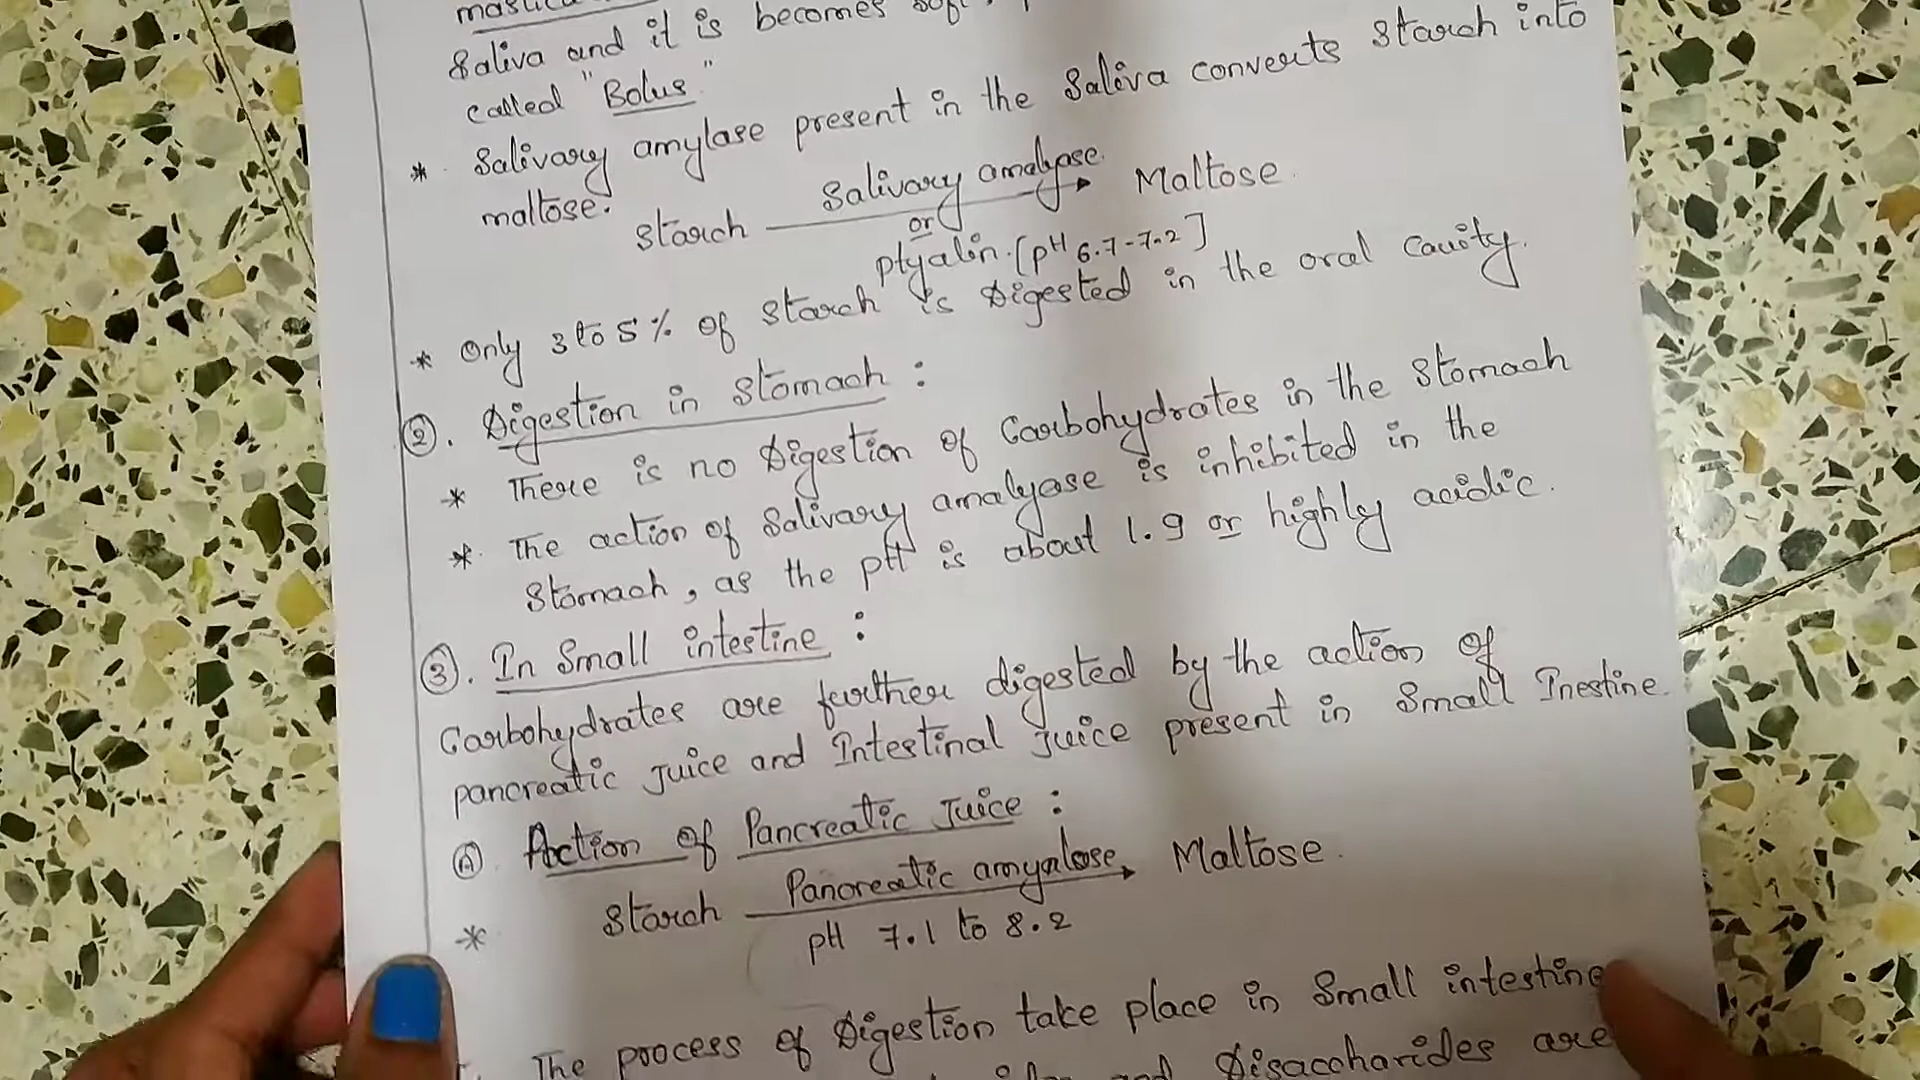 Saliva and it is becomes
called "Bolus"
* Salivary amylase present in the Saliva converts starch into
maltose.
Starch Salivary amalyase Maltose.
or
ptyalin. [pH 6.7-7.2]
* Only 3 to 5% of starch is Digested in the oral cavity.
2. Digestion in stomach :
* There is no Digestion of Carbohydrates in the stomach
* The action of salivary amalyase is inhibited in the
stomach, as the pH is about 1.9 or highly acidic.
3. In Small intestine :
Carbohydrates are further digested by the action of
pancreatic Juice and Intestinal Juice present in Small Inestine.
A Action of Pancreatic Juice :
* Starch Pancreatic amyalase Maltose.
pH 7.1 to 8.2
The process of Digestion take place in Small intestine
and Disaccharides are